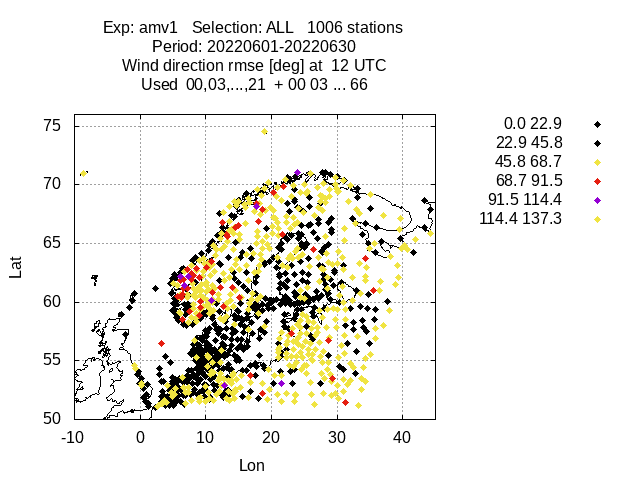 Exp: amv1 Selection: ALL 1006 stations
Period: 20220601-20220630
Wind direction rmse [deg] at 12 UTC
Used 00,03,...,21 + 00 03 ... 66
0.0 22.9
22.9 45.8
45.8 68.7
68.7 91.5
91.5 114.4
114.4 137.3
75
70
65
60
55
50
Lat
-10 0 10 20 30 40
Lon